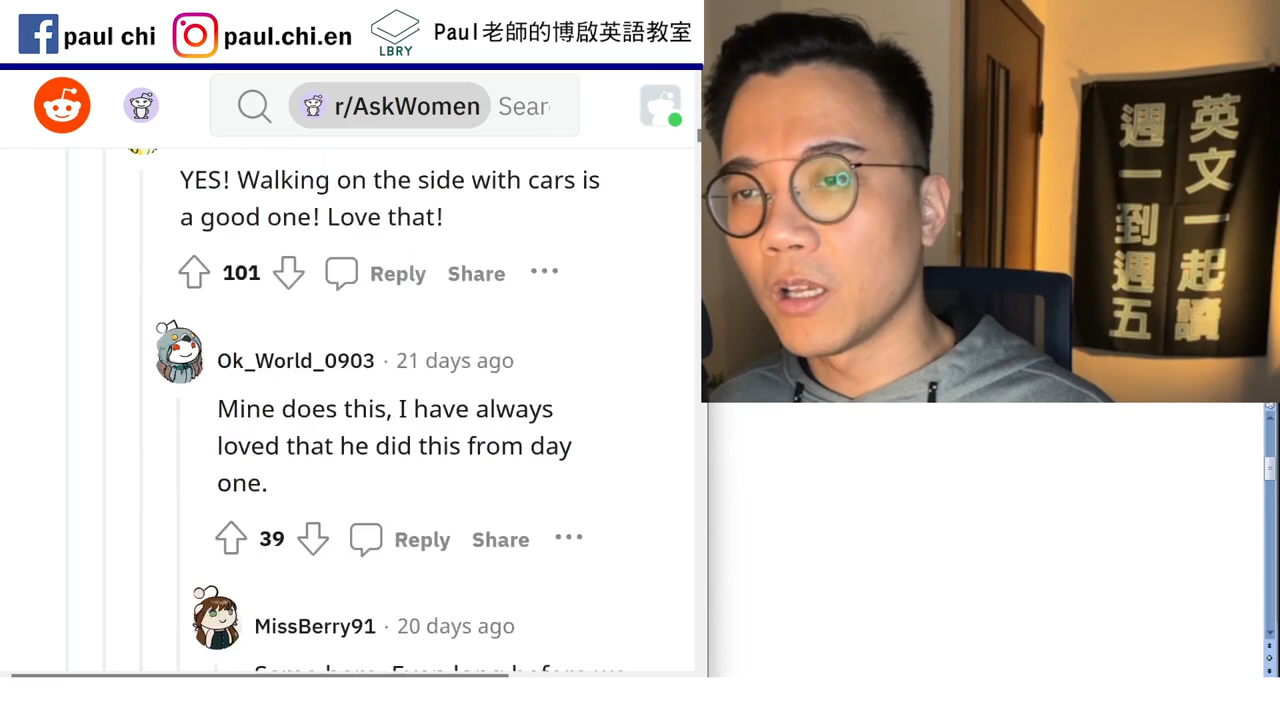 paul chi
paul.chi.en
LBRY
Paul老師的博啟英語教室
r/AskWomen
YES! Walking on the side with cars is
a good one! Love that!
101
Reply
Share
Ok_World_0903 · 21 days ago
Mine does this, I have always
loved that he did this from day
one.
39
Reply
Share
MissBerry91 · 20 days ago
英文一起讀
週一到週五